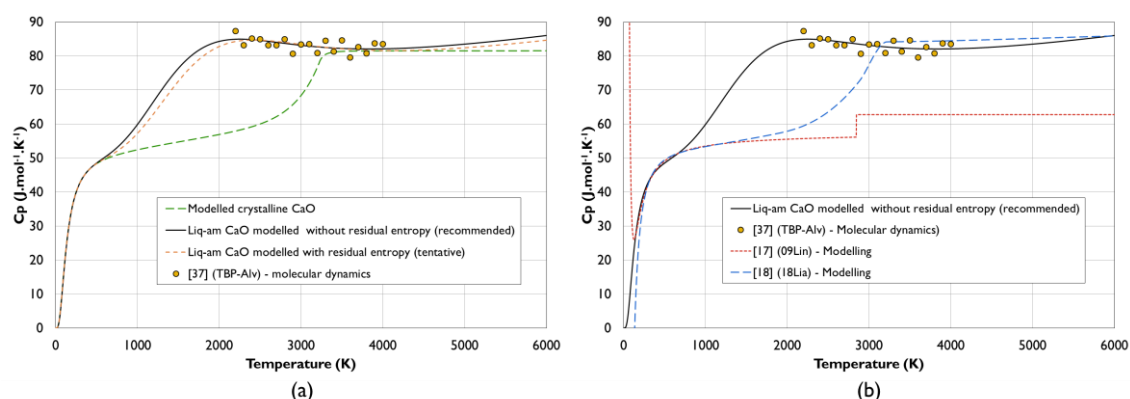 90
80
70
60
50
40
30
20
10
0
Cp (J.mol⁻¹.K⁻¹)
Modelled crystalline CaO
Liq-am CaO modelled without residual entropy (recommended)
Liq-am CaO modelled with residual entropy (tentative)
[37] (TBP-Alv) - molecular dynamics
0 1000 2000 3000 4000 5000 6000
Temperature (K)
(a)
90
80
70
60
50
40
30
20
10
0
Cp (J.mol⁻¹.K⁻¹)
Liq-am CaO modelled without residual entropy (recommended)
[37] (TBP-Alv) - Molecular dynamics
[17] (09Lin) - Modelling
[18] (18Lia) - Modelling
0 1000 2000 3000 4000 5000 6000
Temperature (K)
(b)